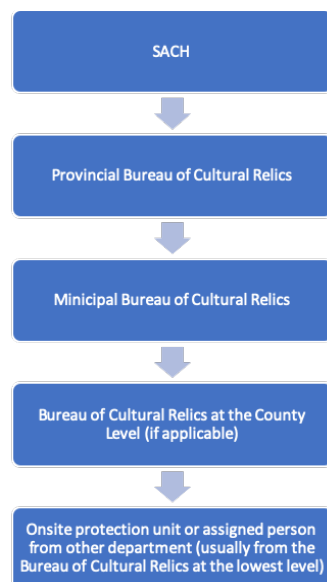 SACH
Provincial Bureau of Cultural Relics
Minicipal Bureau of Cultural Relics
Bureau of Cultural Relics at the County
Level (if applicable)
Onsite protection unit or assigned person
from other department (usually from the
Bureau of Cultural Relics at the lowest level)